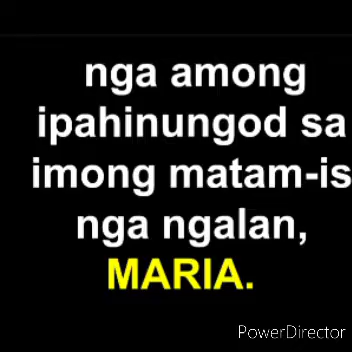 nga among
ipahinungod sa
imong matam-is
nga ngalan,
MARIA.
PowerDirector